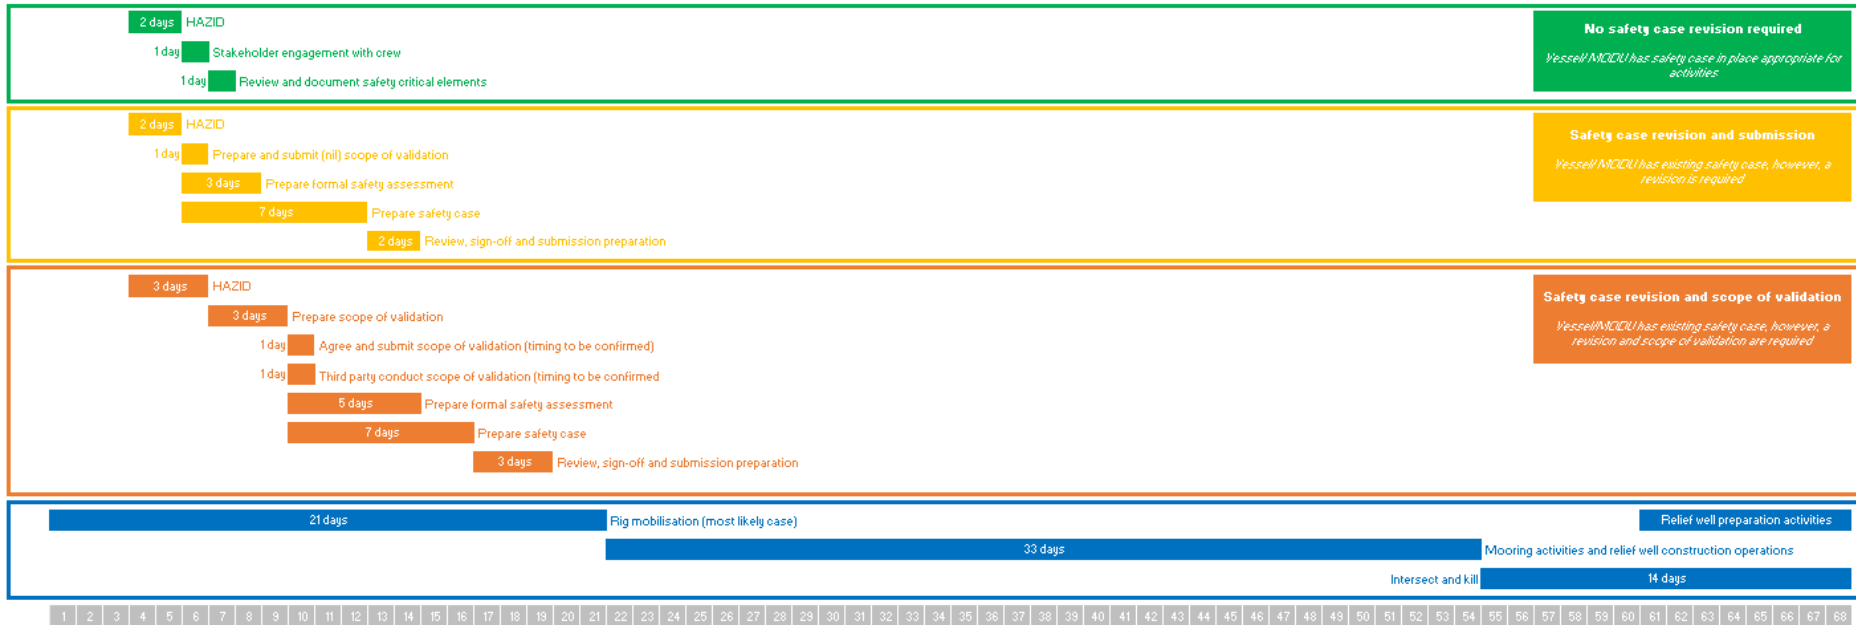 2 days HAZID
1 day Stakeholder engagement with crew
1 day Review and document safety critical elements
No safety case revision required
Vessel/MODU has safety case in place appropriate for
activities
2 days HAZID
1 day Prepare and submit (nil) scope of validation
3 days Prepare formal safety assessment
7 days Prepare safety case
2 days Review, sign-off and submission preparation
Safety case revision and submission
Vessel/MODU has existing safety case, however, a
revision is required
3 days HAZID
3 days Prepare scope of validation
1 day Agree and submit scope of validation (timing to be confirmed)
1 day Third party conduct scope of validation (timing to be confirmed
5 days Prepare formal safety assessment
7 days Prepare safety case
3 days Review, sign-off and submission preparation
Safety case revision and scope of validation
Vessel/MODU has existing safety case, however, a
revision and scope of validation are required
21 days Rig mobilisation (most likely case)
Relief well preparation activities
33 days Mooring activities and relief well construction operations
Intersect and kill 14 days
1 2 3 4 5 6 7 8 9 10 11 12 13 14 15 16 17 18 19 20 21 22 23 24 25 26 27 28 29 30 31 32 33 34 35 36 37 38 39 40 41 42 43 44 45 46 47 48 49 50 51 52 53 54 55 56 57 58 59 60 61 62 63 64 65 66 67 68